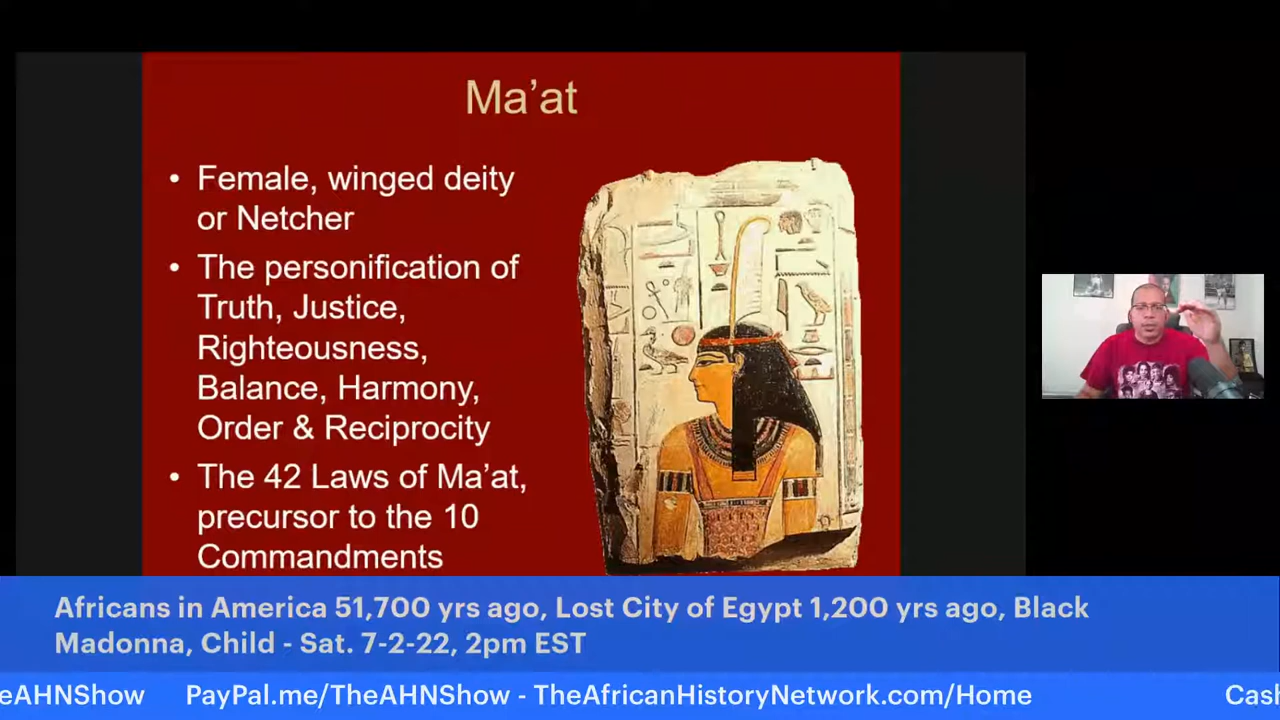 Ma’at
• Female, winged deity
or Netcher
• The personification of
Truth, Justice,
Righteousness,
Balance, Harmony,
Order & Reciprocity
• The 42 Laws of Ma’at,
precursor to the 10
Commandments
Africans in America 51,700 yrs ago, Lost City of Egypt 1,200 yrs ago, Black
Madonna, Child - Sat. 7-2-22, 2pm EST
eAHNShow PayPal.me/TheAHNShow - TheAfricanHistoryNetwork.com/Home Cash